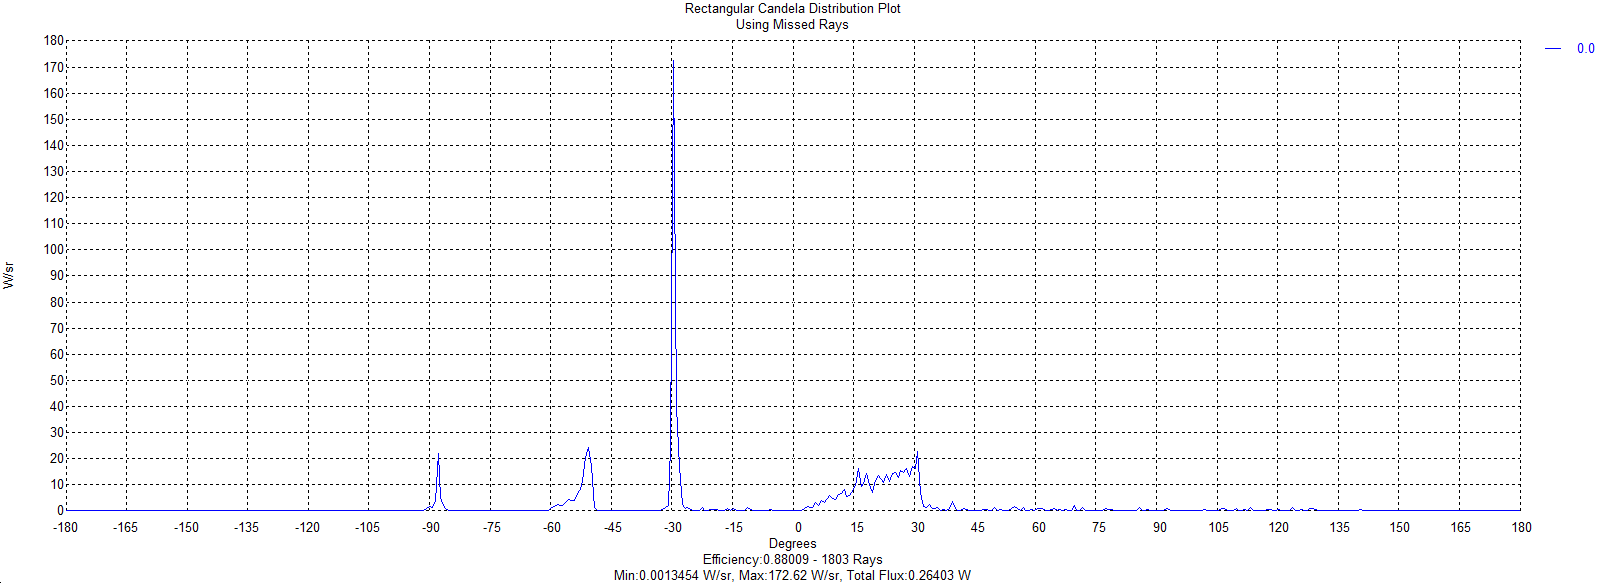 Rectangular Candela Distribution Plot
Using Missed Rays
0.0
W/sr
180
170
160
150
140
130
120
110
100
90
80
70
60
50
40
30
20
10
0
-180 -165 -150 -135 -120 -105 -90 -75 -60 -45 -30 -15 0 15 30 45 60 75 90 105 120 135 150 165 180
Degrees
Efficiency:0.88009 - 1803 Rays
Min:0.0013454 W/sr, Max:172.62 W/sr, Total Flux:0.26403 W